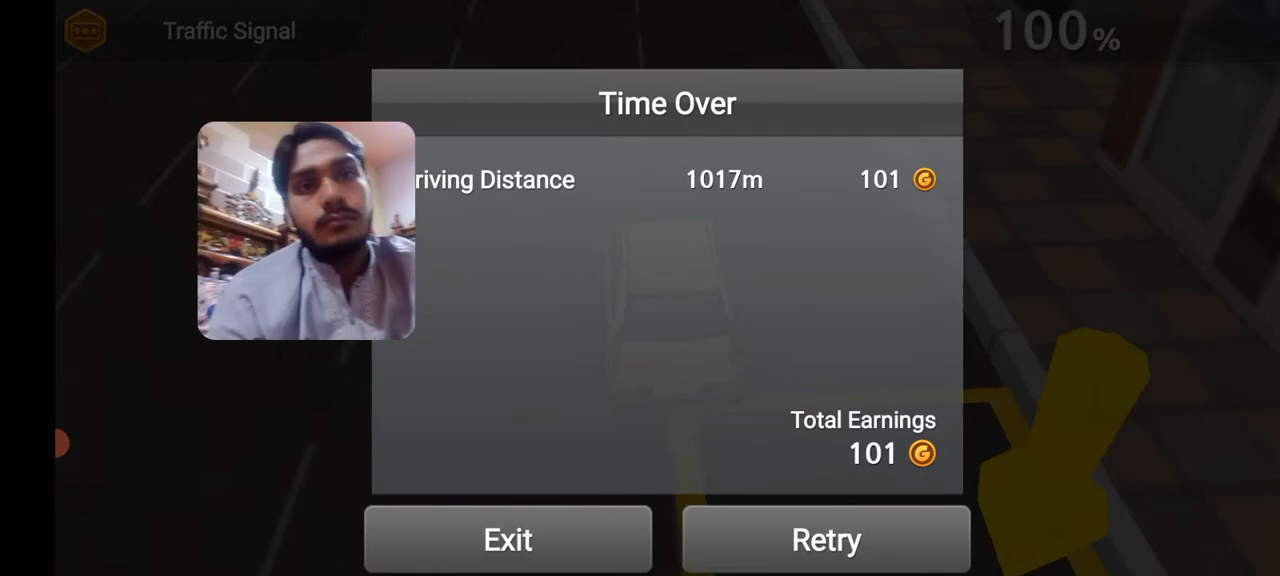 Traffic Signal
100%
Time Over
riving Distance 1017m 101
Total Earnings
101
Exit
Retry